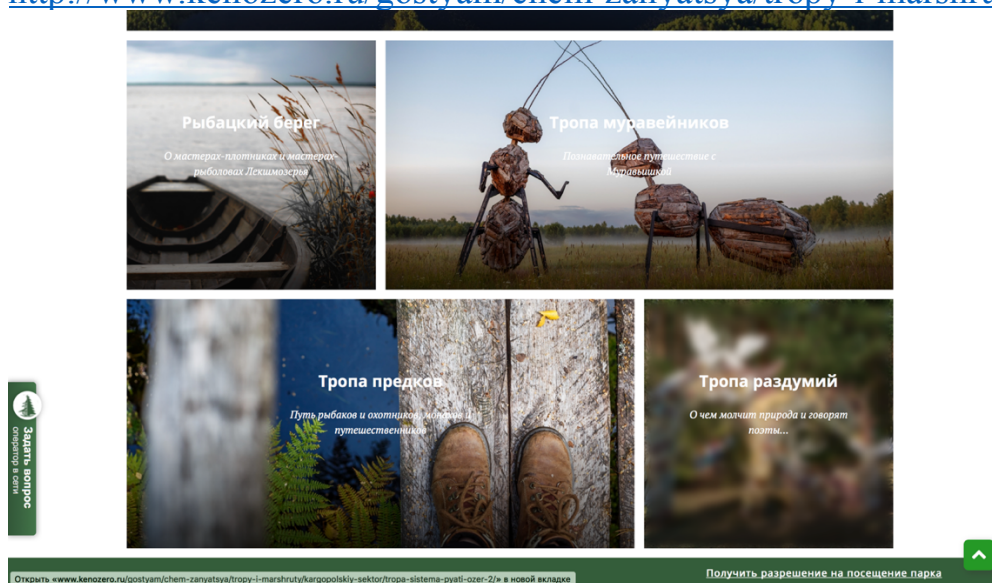 http://www.kenozero.ru/gostyam/chem-zanyatsya/tropy-i-marshru
Рыбацкий берег
О мастерах-плотниках и мастерах-
рыболовах Лекшмозерья
Тропа муравейников
Познавательное путешествие с
Муравьишкой
Тропа предков
Путь рыбаков и охотников, монахов и
путешественников
Тропа раздумий
О чем молчит природа и говорят
поэты...
Задать вопрос
оператор в сети
Получить разрешение на посещение парка
Открыть «www.kenozero.ru/gostyam/chem-zanyatsya/tropy-i-marshruty/kargopolskiy-sektor/tropa-sistema-pyati-ozer-2/» в новой вкладке